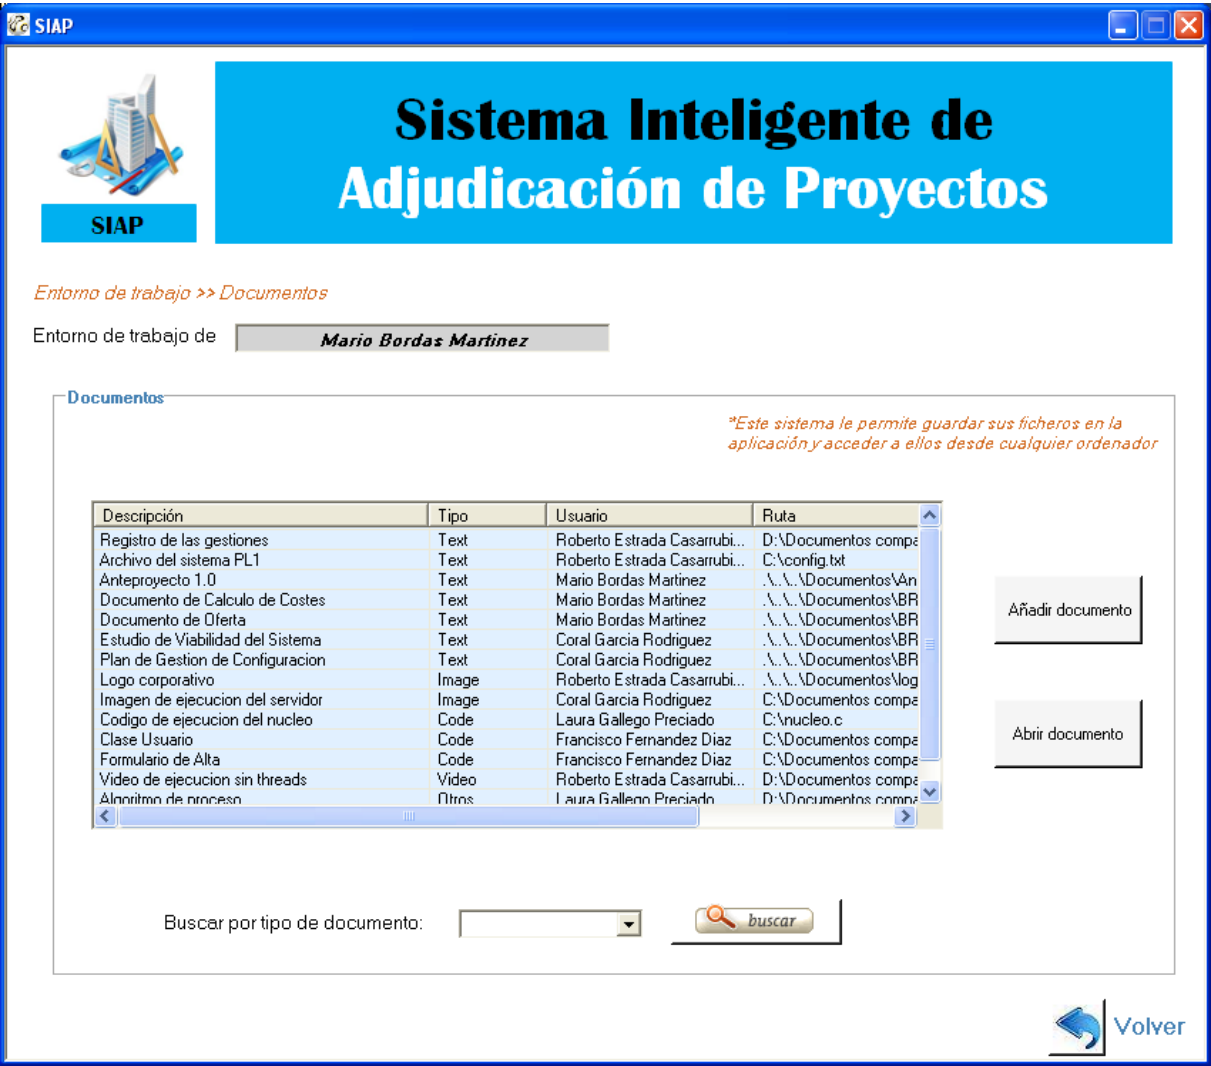 SIAP
Sistema Inteligente de
Adjudicación de Proyectos
SIAP
Entorno de trabajo >> Documentos
Entorno de trabajo de Mario Bordas Martinez
Documentos
*Este sistema le permite guardar sus ficheros en la
aplicación y acceder a ellos desde cualquier ordenador
Descripción Tipo Usuario Ruta
Registro de las gestiones Text Roberto Estrada Casarrubi... D:\Documentos compa
Archivo del sistema PL1 Text Roberto Estrada Casarrubi... C:\config.txt
Anteproyecto 1.0 Text Mario Bordas Martinez .\..\..\Documentos\An
Documento de Calculo de Costes Text Mario Bordas Martinez .\..\..\Documentos\BR
Documento de Oferta Text Mario Bordas Martinez .\..\..\Documentos\BR
Estudio de Viabilidad del Sistema Text Coral Garcia Rodriguez .\..\..\Documentos\BR
Plan de Gestion de Configuracion Text Coral Garcia Rodriguez .\..\..\Documentos\BR
Logo corporativo Image Roberto Estrada Casarrubi... .\..\..\Documentos\log
Imagen de ejecucion del servidor Image Coral Garcia Rodriguez C:\Documentos compa
Codigo de ejecucion del nucleo Code Laura Gallego Preciado C:\nucleo.c
Clase Usuario Code Francisco Fernandez Diaz C:\Documentos compa
Formulario de Alta Code Francisco Fernandez Diaz C:\Documentos compa
Video de ejecucion sin threads Video Roberto Estrada Casarrubi... D:\Documentos compa
Algoritmo de proceso Otros Laura Gallego Preciado D:\Documentos compa
Añadir documento
Abrir documento
Buscar por tipo de documento: buscar
Volver